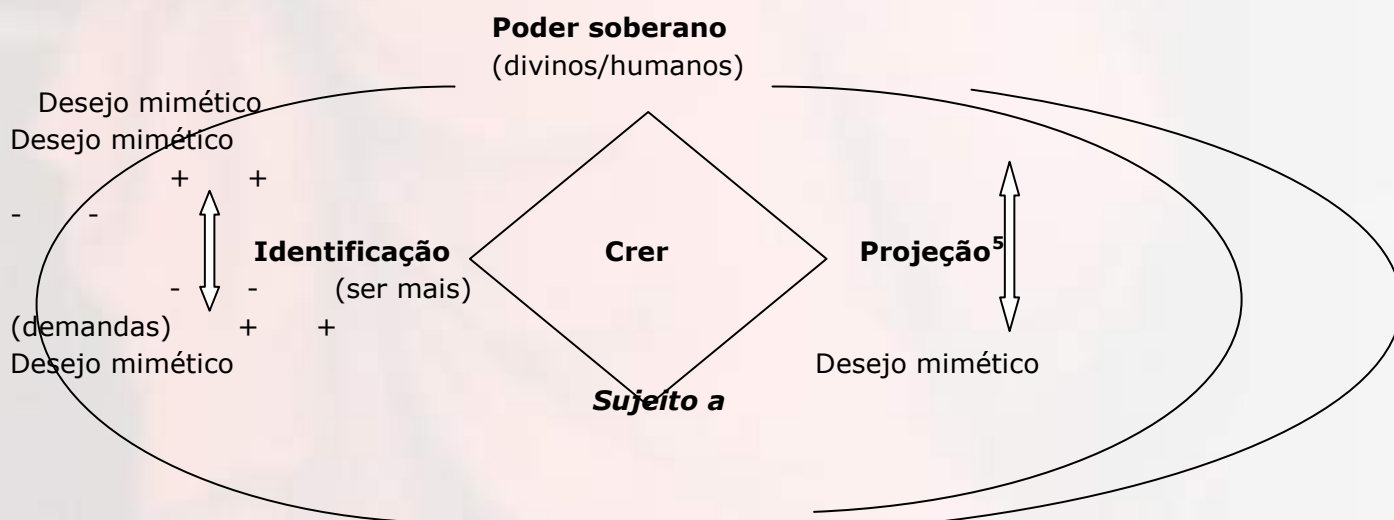 Poder soberano
(divinos/humanos)
Desejo mimético
Desejo mimético
+ +
- -
Identificação Crer Projeção⁵
- - (ser mais)
(demandas) + +
Desejo mimético Desejo mimético
Sujeito a